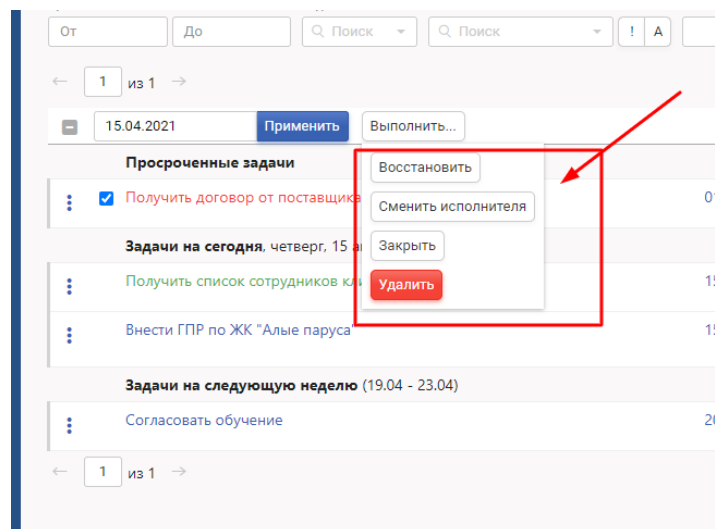 От До Поиск Поиск ! А
1 из 1
15.04.2021 Применить Выполнить...
Просроченные задачи
Восстановить
Получить договор от поставщика
Сменить исполнителя
Задачи на сегодня, четверг, 15
Закрыть
Получить список сотрудников
Удалить
Внести ГПР по ЖК "Алые паруса"
Задачи на следующую неделю (19.04 - 23.04)
Согласовать обучение
1 из 1